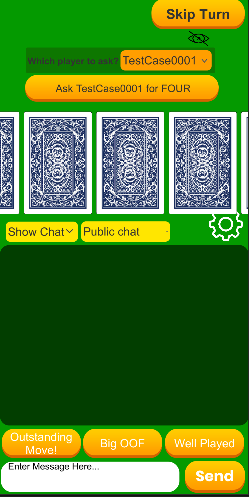 Skip Turn
Which player to ask? TestCase0001
Ask TestCase0001 for FOUR
Show Chat Public chat
Outstanding Move! Big OOF Well Played
Enter Message Here...
Send